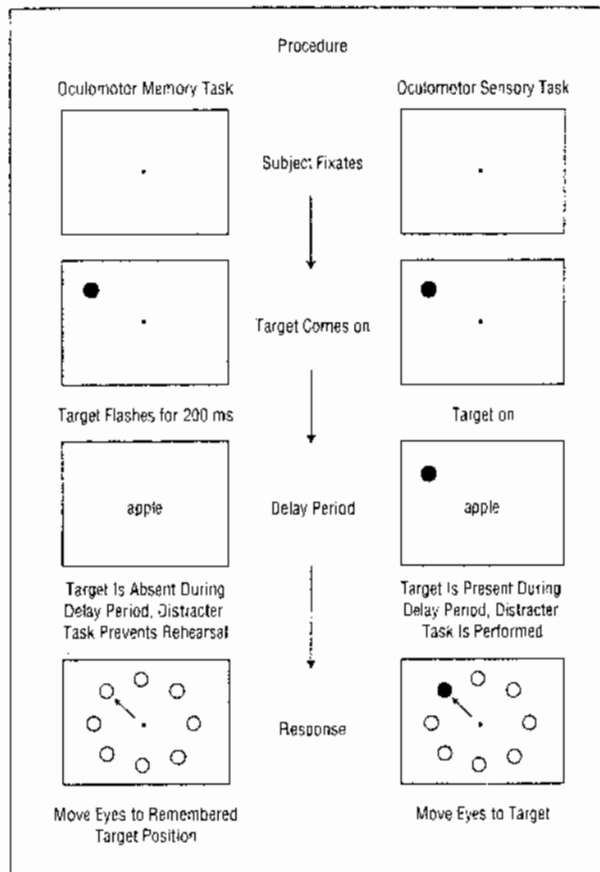 Procedure
Oculomotor Memory Task
Oculomotor Sensory Task
Subject Fixates
Target Comes on
Target Flashes for 200 ms
Target on
apple
Delay Period
apple
Target Is Absent During
Delay Period, Distracter
Task Prevents Rehearsal
Target Is Present During
Delay Period, Distracter
Task Is Performed
Response
Move Eyes to Remembered
Target Position
Move Eyes to Target